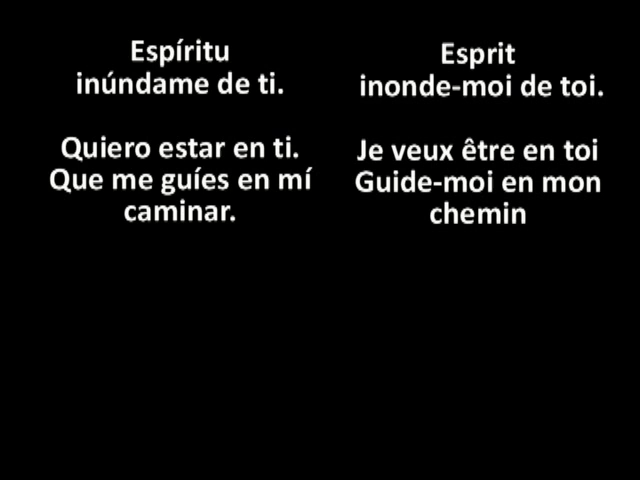 Espíritu
inúndame de ti.
Quiero estar en ti.
Que me guíes en mí
caminar.
Esprit
inonde-moi de toi.
Je veux être en toi
Guide-moi en mon
chemin